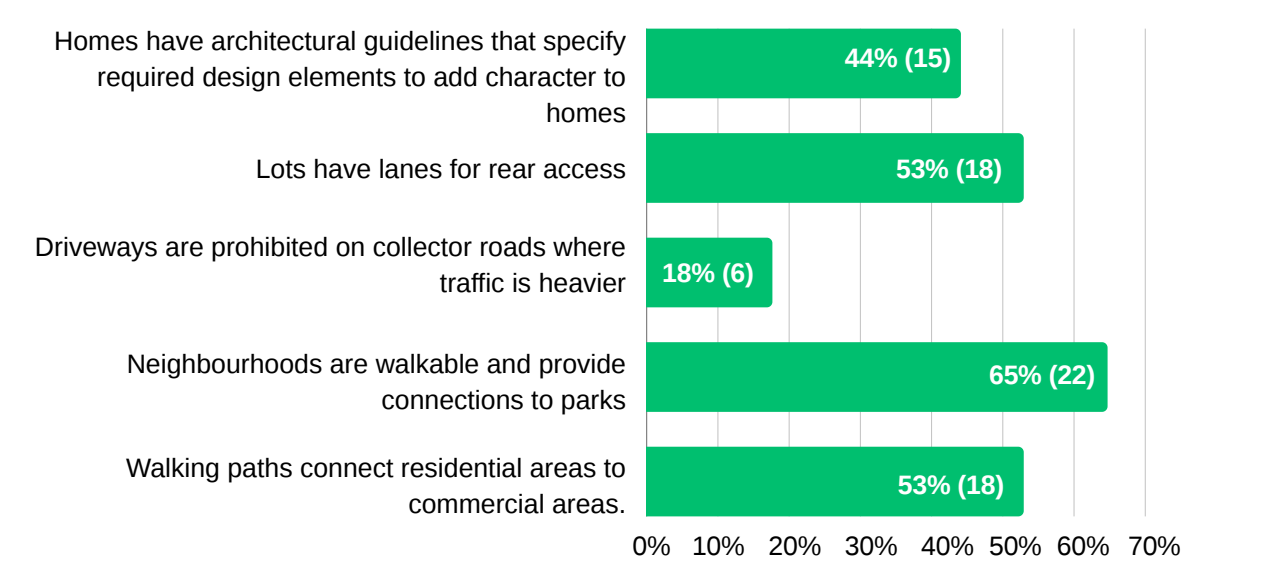 Homes have architectural guidelines that specify
required design elements to add character to
homes
44% (15)
Lots have lanes for rear access
53% (18)
Driveways are prohibited on collector roads where
traffic is heavier
18% (6)
Neighbourhoods are walkable and provide
connections to parks
65% (22)
Walking paths connect residential areas to
commercial areas.
53% (18)
0% 10% 20% 30% 40% 50% 60% 70%